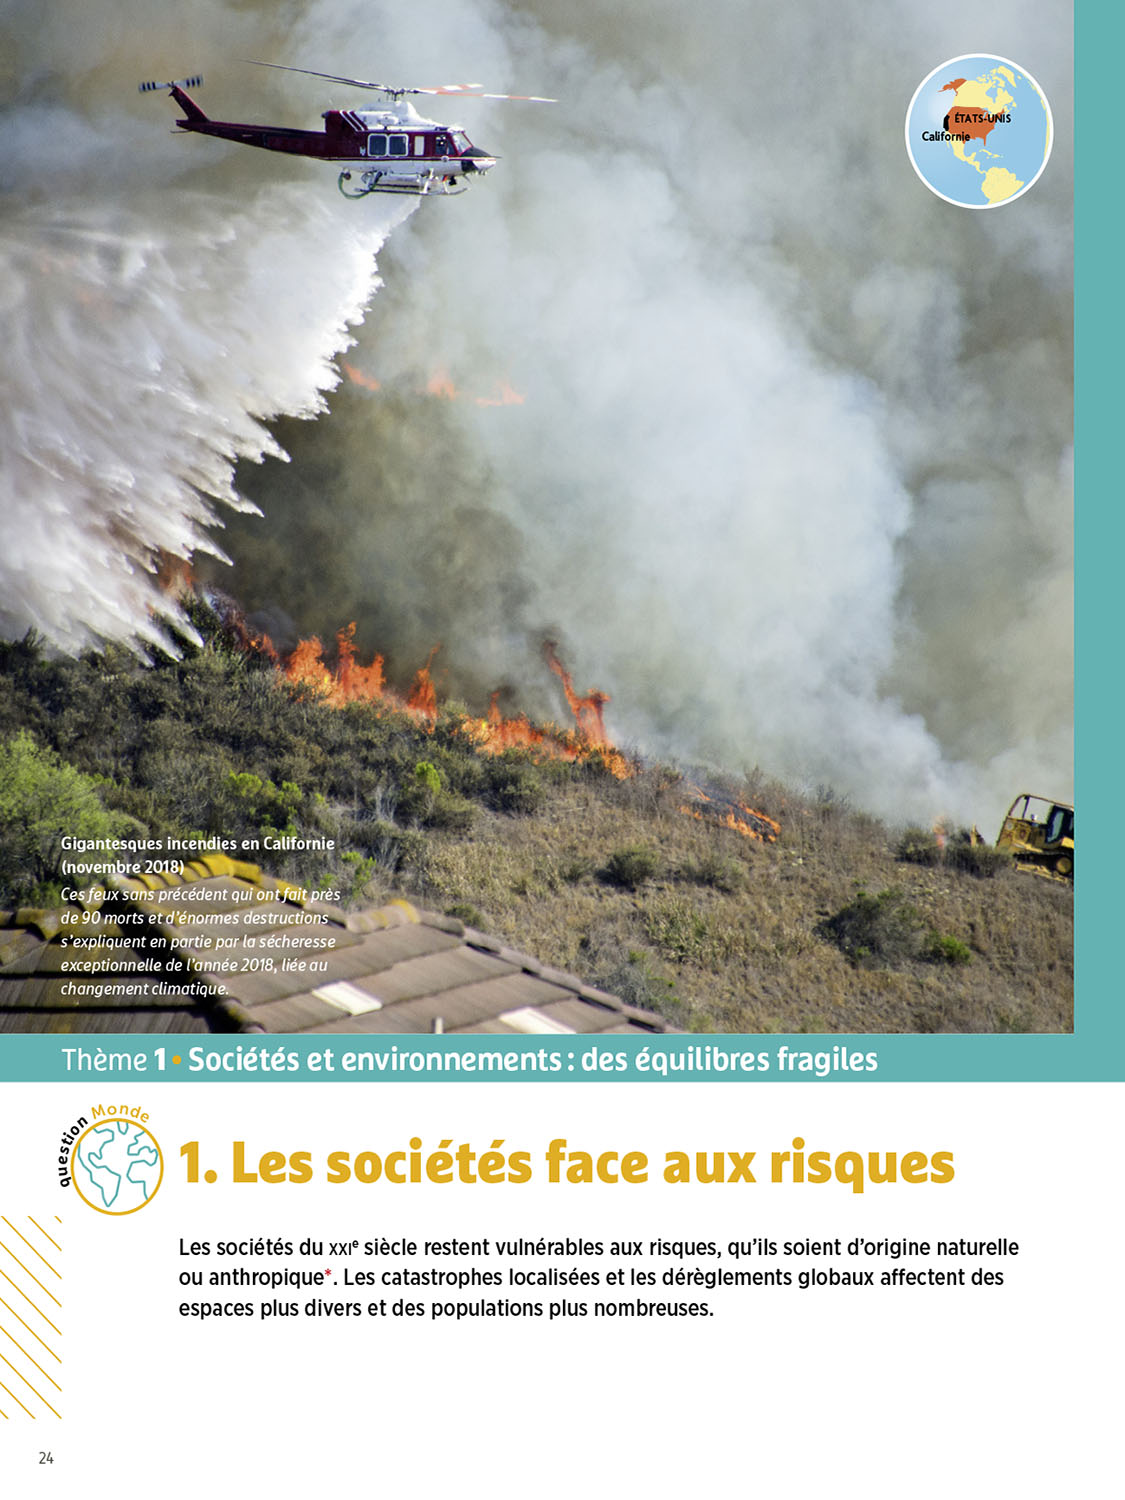 ÉTATS-UNIS
Californie
Gigantesques incendies en Californie
(novembre 2018)
Ces feux sans précédent qui ont fait près
de 90 morts et d'énormes destructions
s'expliquent en partie par la sécheresse
exceptionnelle de l'année 2018, liée au
changement climatique.
Thème 1 • Sociétés et environnements : des équilibres fragiles
question Monde
1. Les sociétés face aux risques
Les sociétés du XXIe siècle restent vulnérables aux risques, qu'ils soient d'origine naturelle
ou anthropique*. Les catastrophes localisées et les dérèglements globaux affectent des
espaces plus divers et des populations plus nombreuses.
24